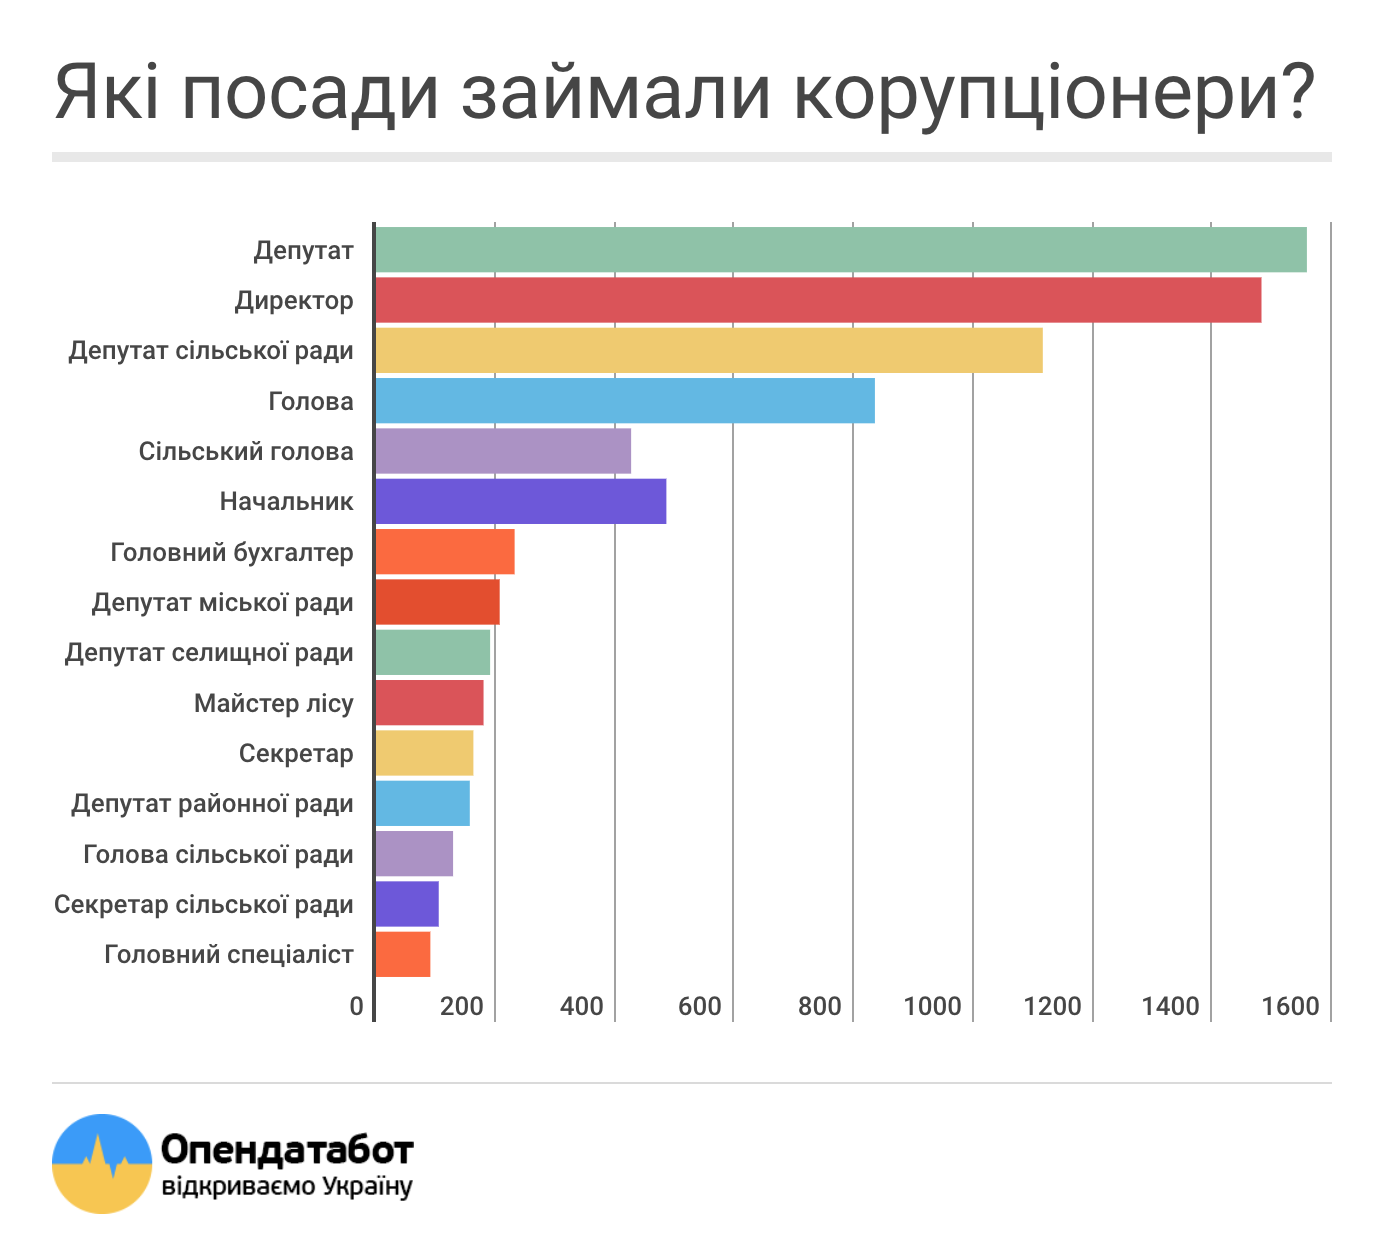 Які посади займали корупціонери?
Депутат
Директор
Депутат сільської ради
Голова
Сільський голова
Начальник
Головний бухгалтер
Депутат міської ради
Депутат селищної ради
Майстер лісу
Секретар
Депутат районної ради
Голова сільської ради
Секретар сільської ради
Головний спеціаліст
0 200 400 600 800 1000 1200 1400 1600
Опендатабот
відкриваємо Україну